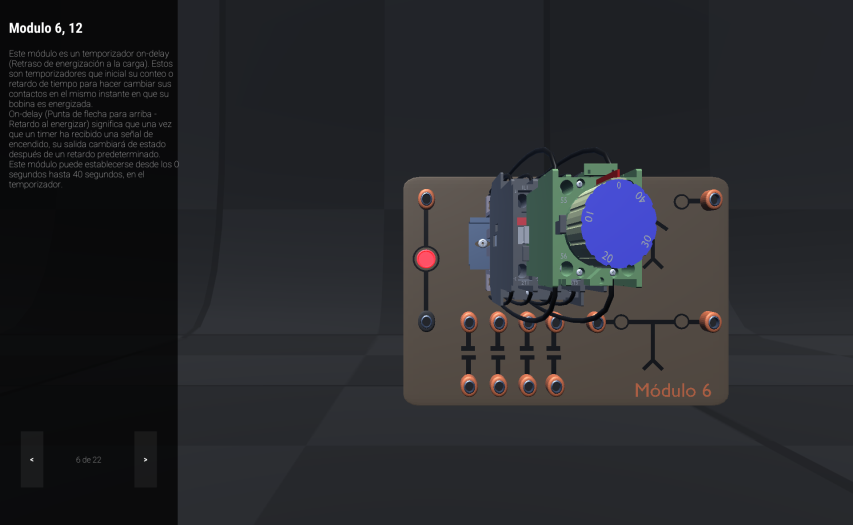 Modulo 6, 12
Este módulo es un temporizador on-delay
(Retraso de energización a la carga). Estos
son temporizadores que inicial su conteo o
retardo de tiempo para hacer cambiar sus
contactos en el mismo instante en que su
bobina es energizada.
On-delay (Punta de flecha para arriba -
Retardo al energizar) significa que una vez
que un timer ha recibido una señal de
encendido, su salida cambiará de estado
después de un retardo predeterminado.
Este módulo puede establecerse desde los 0
segundos hasta 40 segundos, en el
temporizador.
0
40
10
30
20
Módulo 6
<
6 de 22
>